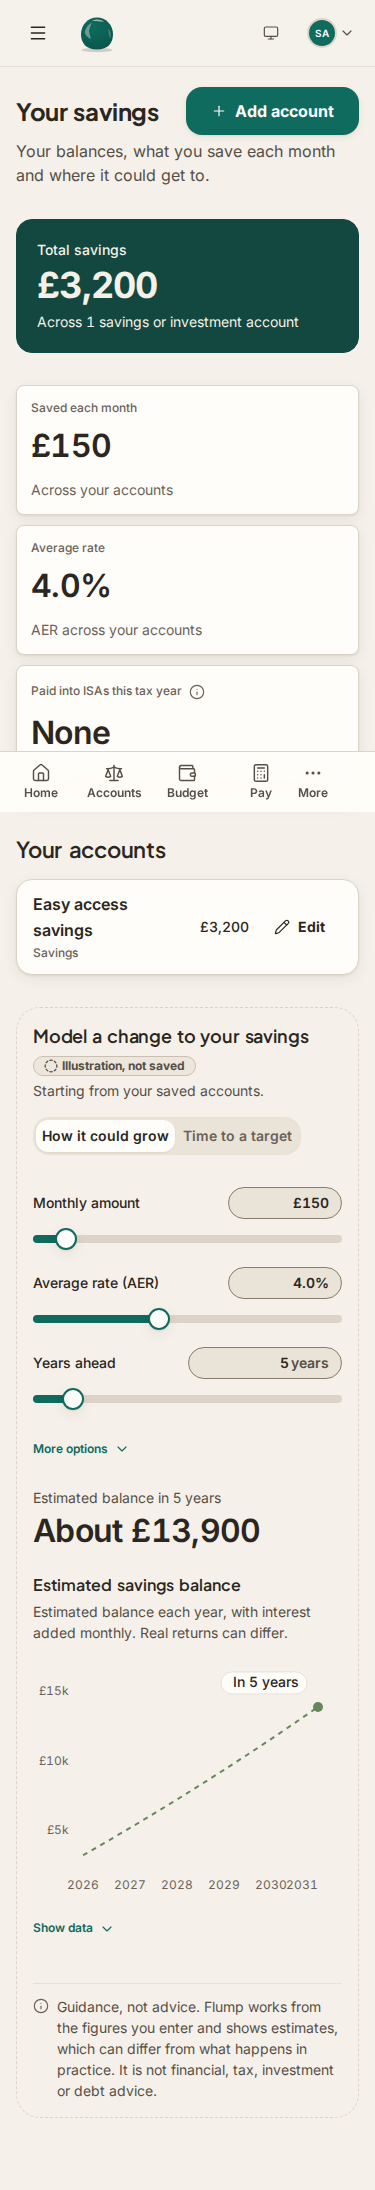 SA
Your savings
+ Add account
Your balances, what you save each month
and where it could get to.
Total savings
£3,200
Across 1 savings or investment account
Saved each month
£150
Across your accounts
Average rate
4.0%
AER across your accounts
Paid into ISAs this tax year
None
Home Accounts Budget Pay More
Your accounts
Easy access
savings
Savings
£3,200
Edit
Model a change to your savings
Illustration, not saved
Starting from your saved accounts.
How it could grow Time to a target
Monthly amount £150
Average rate (AER) 4.0%
Years ahead 5 years
More options
Estimated balance in 5 years
About £13,900
Estimated savings balance
Estimated balance each year, with interest
added monthly. Real returns can differ.
In 5 years
£15k
£10k
£5k
2026 2027 2028 2029 2030 2031
Show data
Guidance, not advice. Flump works from
the figures you enter and shows estimates,
which can differ from what happens in
practice. It is not financial, tax, investment
or debt advice.